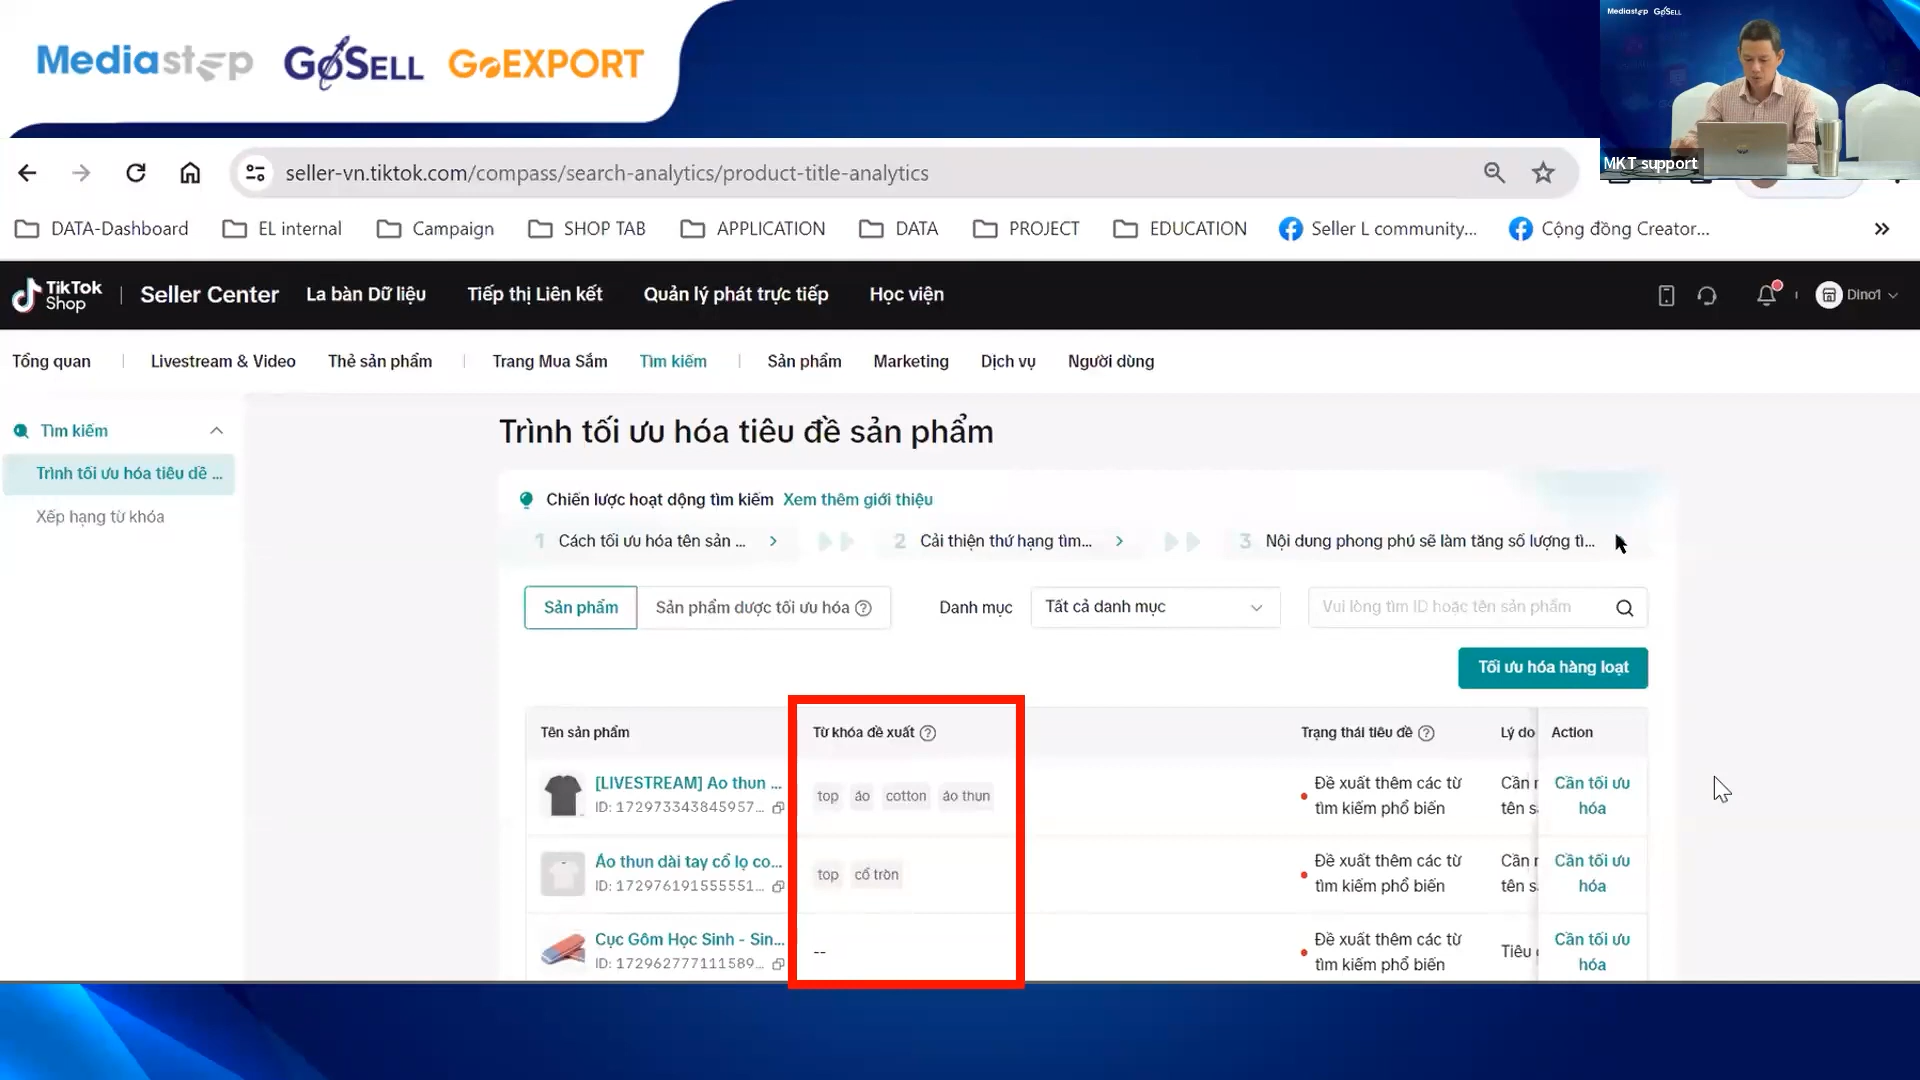 Mediastep GoSELL GoEXPORT
Mediastep GoSELL
MKT support
seller-vn.tiktok.com/compass/search-analytics/product-title-analytics
DATA-Dashboard EL internal Campaign SHOP TAB APPLICATION DATA PROJECT EDUCATION Seller L community... Cộng đồng Creator...
TikTok Shop Seller Center La bàn Dữ liệu Tiếp thị Liên kết Quản lý phát trực tiếp Học viện Dino1
Tổng quan Livestream & Video Thẻ sản phẩm Trang Mua Sắm Tìm kiếm Sản phẩm Marketing Dịch vụ Người dùng
Tìm kiếm
Trình tối ưu hóa tiêu đề ...
Xếp hạng từ khóa
Trình tối ưu hóa tiêu đề sản phẩm
Chiến lược hoạt động tìm kiếm Xem thêm giới thiệu
1 Cách tối ưu hóa tên sản ... 2 Cải thiện thứ hạng tìm... 3 Nội dung phong phú sẽ làm tăng số lượng tì...
Sản phẩm Sản phẩm được tối ưu hóa Danh mục Tất cả danh mục Vui lòng tìm ID hoặc tên sản phẩm
Tối ưu hóa hàng loạt
Tên sản phẩm Từ khóa đề xuất Trạng thái tiêu đề Lý do Action
[LIVESTREAM] Ao thun ...
ID: 172973343845957...
top áo cotton áo thun
Đề xuất thêm các từ
tìm kiếm phổ biến
Cần
tên s
Cần tối ưu
hóa
Áo thun dài tay cổ lọ co...
ID: 172976191555551...
top cổ tròn
Đề xuất thêm các từ
tìm kiếm phổ biến
Cần
tên s
Cần tối ưu
hóa
Cục Gôm Học Sinh - Sin...
ID: 172962777111589...
--
Đề xuất thêm các từ
tìm kiếm phổ biến
Tiêu
Cần tối ưu
hóa